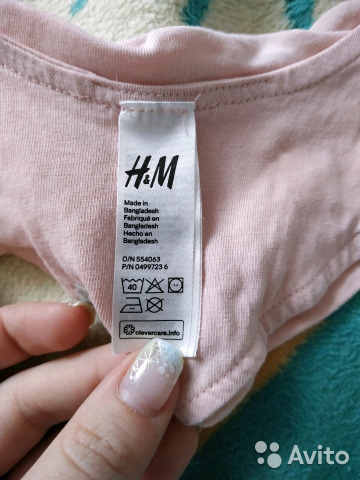 H&M
Made in
Bangladesh
Fabriqué en
Bangladesh
Hecho en
Bangladesh
O/N 554063
P/N 0499723 6
40
clevercare.info
Avito